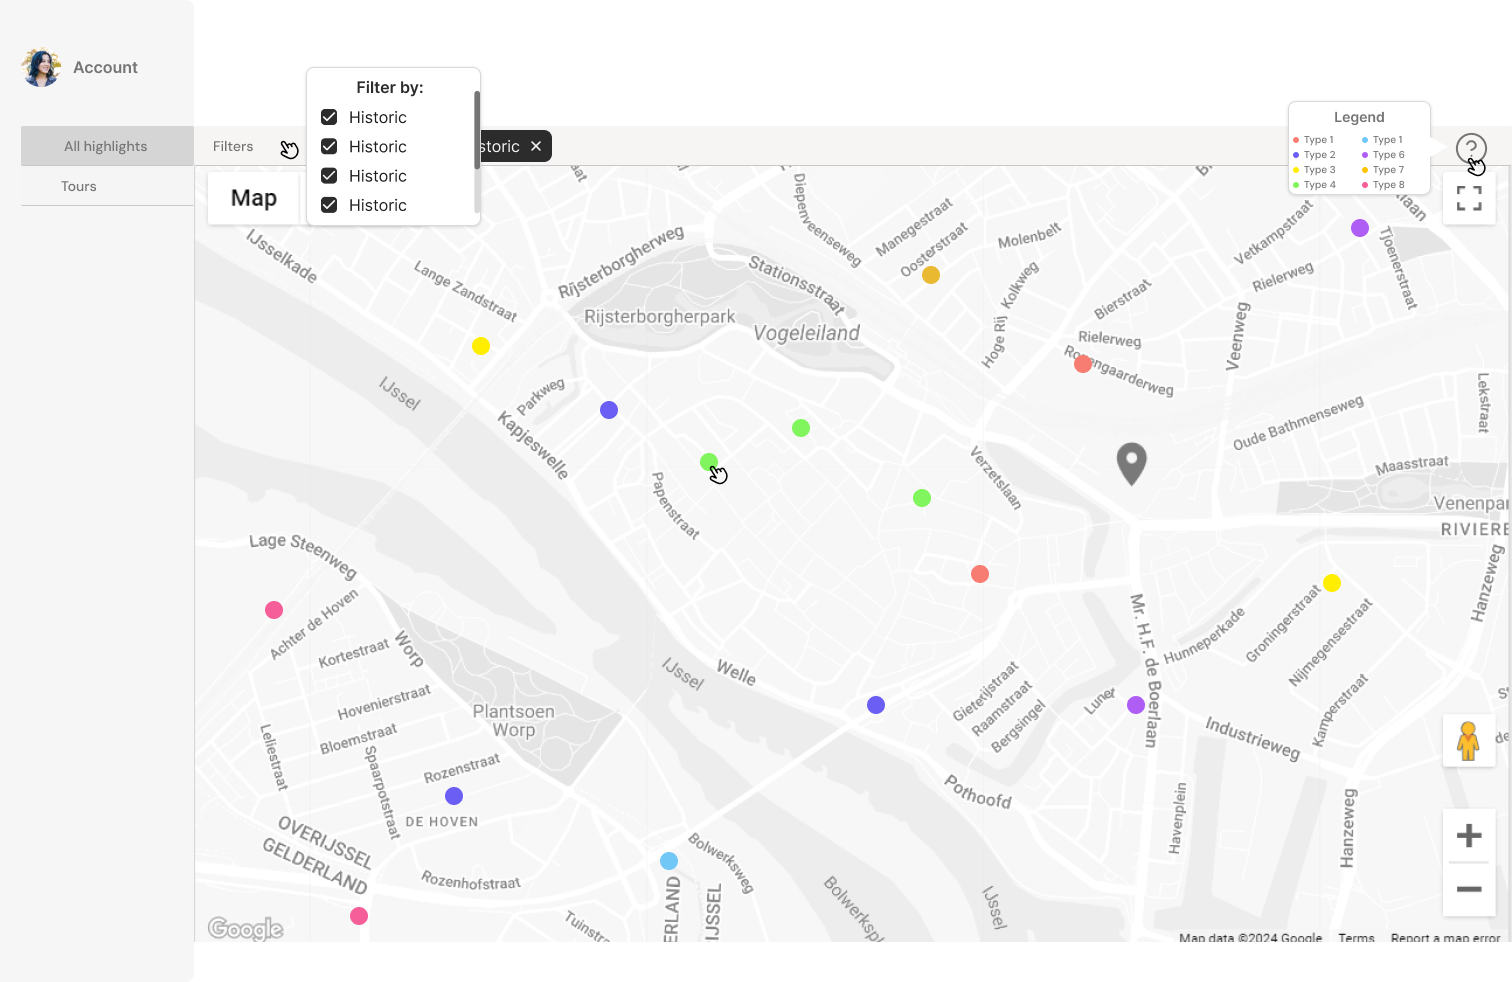 Account
All highlights
Tours
Filters
Filter by:
Historic
Historic
Historic
Historic
storic
Legend
Type 1
Type 2
Type 3
Type 4
Type 1
Type 6
Type 7
Type 8
Map
IJsselkade
Lange Zandstraat
Rijsterborgherweg
Rijsterborgherpark
Stationsstraat
Vogeleiland
Diepenveenseweg
Manegestraat
Oosterstraat
Molenbelt
Kolkweg
Hoge Rij
Bierstraat
Rielerweg
Rozengaarderweg
Vetkampstraat
Rielerweg
Tjoenerstraat
laan
Veenweg
Lekstraat
Oude Bathmenseweg
Maasstraat
Venenpar
RIVIERE
IJssel
Parkweg
Kapjeswelle
Papenstraat
Verzetslaan
Lage Steenweg
Achter de Hoven
Kortestraat
Worp
Hovenierstraat
Bloemstraat
Leliestraat
Spaarpotstraat
Rozenstraat
Plantsoen
Worp
DE HOVEN
OVERIJSSEL
GELDERLAND
Rozenhofstraat
IJssel
Welle
Gieterijstraat
Raamstraat
Bergsingel
Lunet
Mr. H.F. de Boerlaan
Hunneperkade
Groningerstraat
Nijmegensestraat
Kamperstraat
Hanzeweg
Industrieweg
Pothoofd
Havenplein
Hanzeweg
Bolwerksweg
Bolwerkspl
IJssel
Tuinstr
ERLAND
IJSSEL
Google
Map data ©2024 Google
Terms
Report a map error